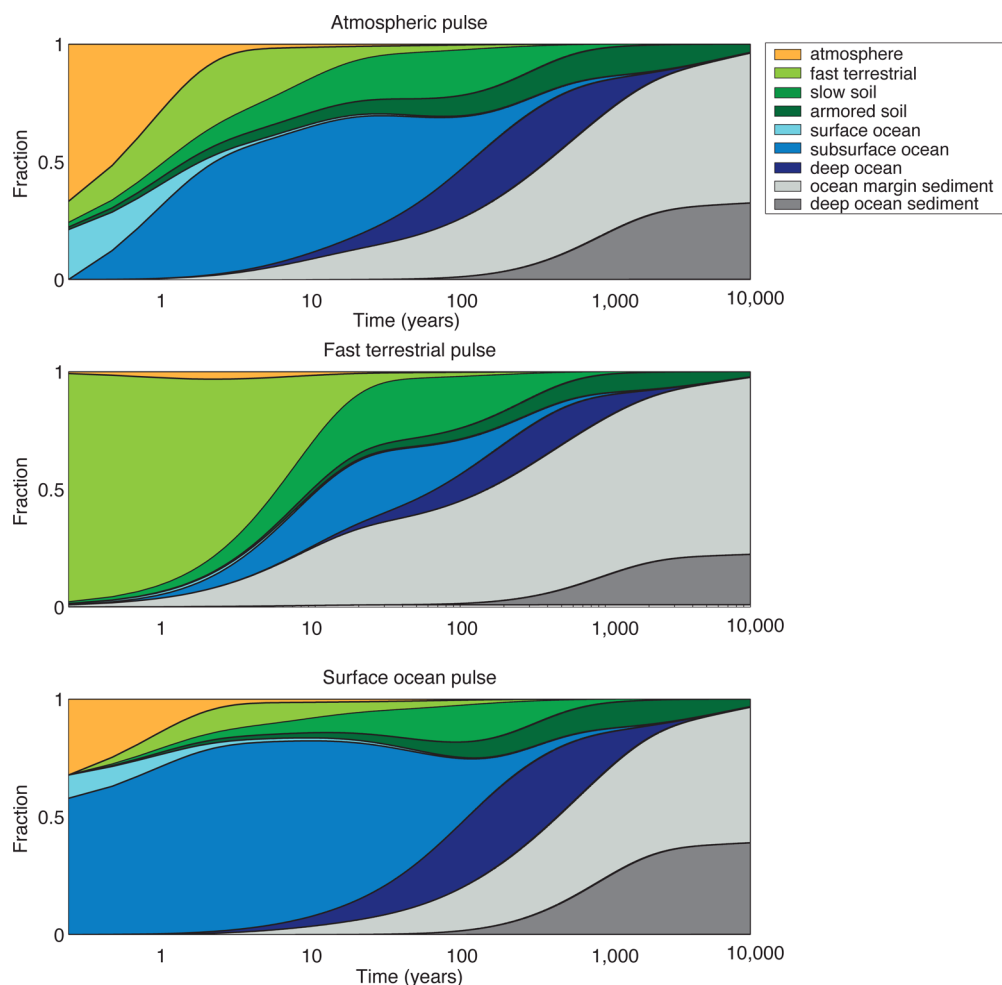 Atmospheric pulse
1
0.5
0
Fraction
1
10
100
1,000
10,000
Time (years)
atmosphere
fast terrestrial
slow soil
armored soil
surface ocean
subsurface ocean
deep ocean
ocean margin sediment
deep ocean sediment
Fast terrestrial pulse
1
0.5
0
Fraction
1
10
100
1,000
10,000
Surface ocean pulse
1
0.5
0
Fraction
1
10
100
1,000
10,000
Time (years)